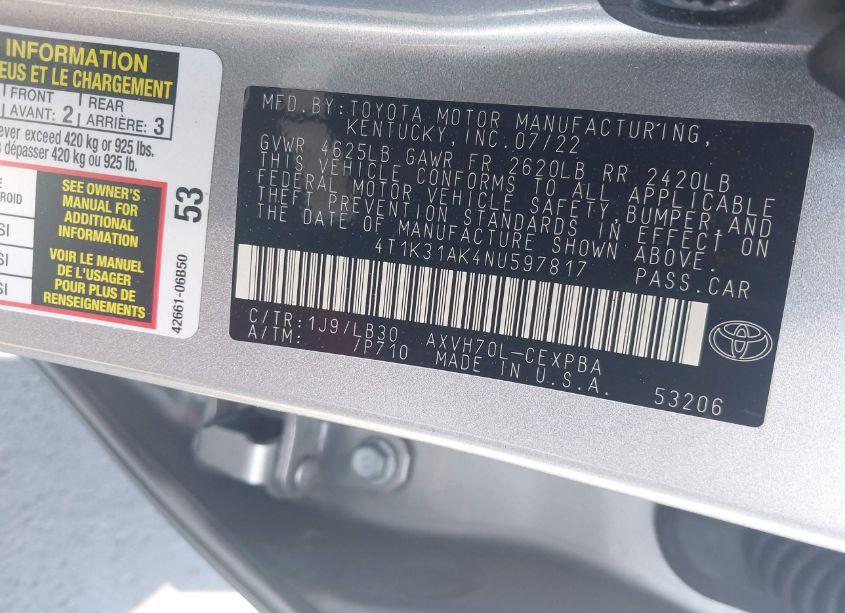 INFORMATION
EUS ET LE CHARGEMENT
FRONT
AVANT: 2
REAR
ARRIÈRE: 3
ever exceed 420 kg or 925 lbs.
s dépasser 420 kg ou 925 lb.
SEE OWNER'S
MANUAL FOR
ADDITIONAL
INFORMATION
VOIR LE MANUEL
DE L'USAGER
POUR PLUS DE
RENSEIGNEMENTS
53
42661-06B50
MFD.BY:TOYOTA MOTOR MANUFACTURING,
KENTUCKY,INC.07/22
GVWR 4625LB GAWR FR 2620LB RR 2420LB
THIS VEHICLE CONFORMS TO ALL APPLICABLE
FEDERAL MOTOR VEHICLE SAFETY,BUMPER,AND
THEFT PREVENTION STANDARDS IN EFFECT ON
THE DATE OF MANUFACTURE SHOWN ABOVE.
4T1K31AK4NU597817 PASS.CAR
C/TR:1J9/LB30 AXVH70L-CEXPBA
A/TM: 7P710 MADE IN U.S.A.
53206